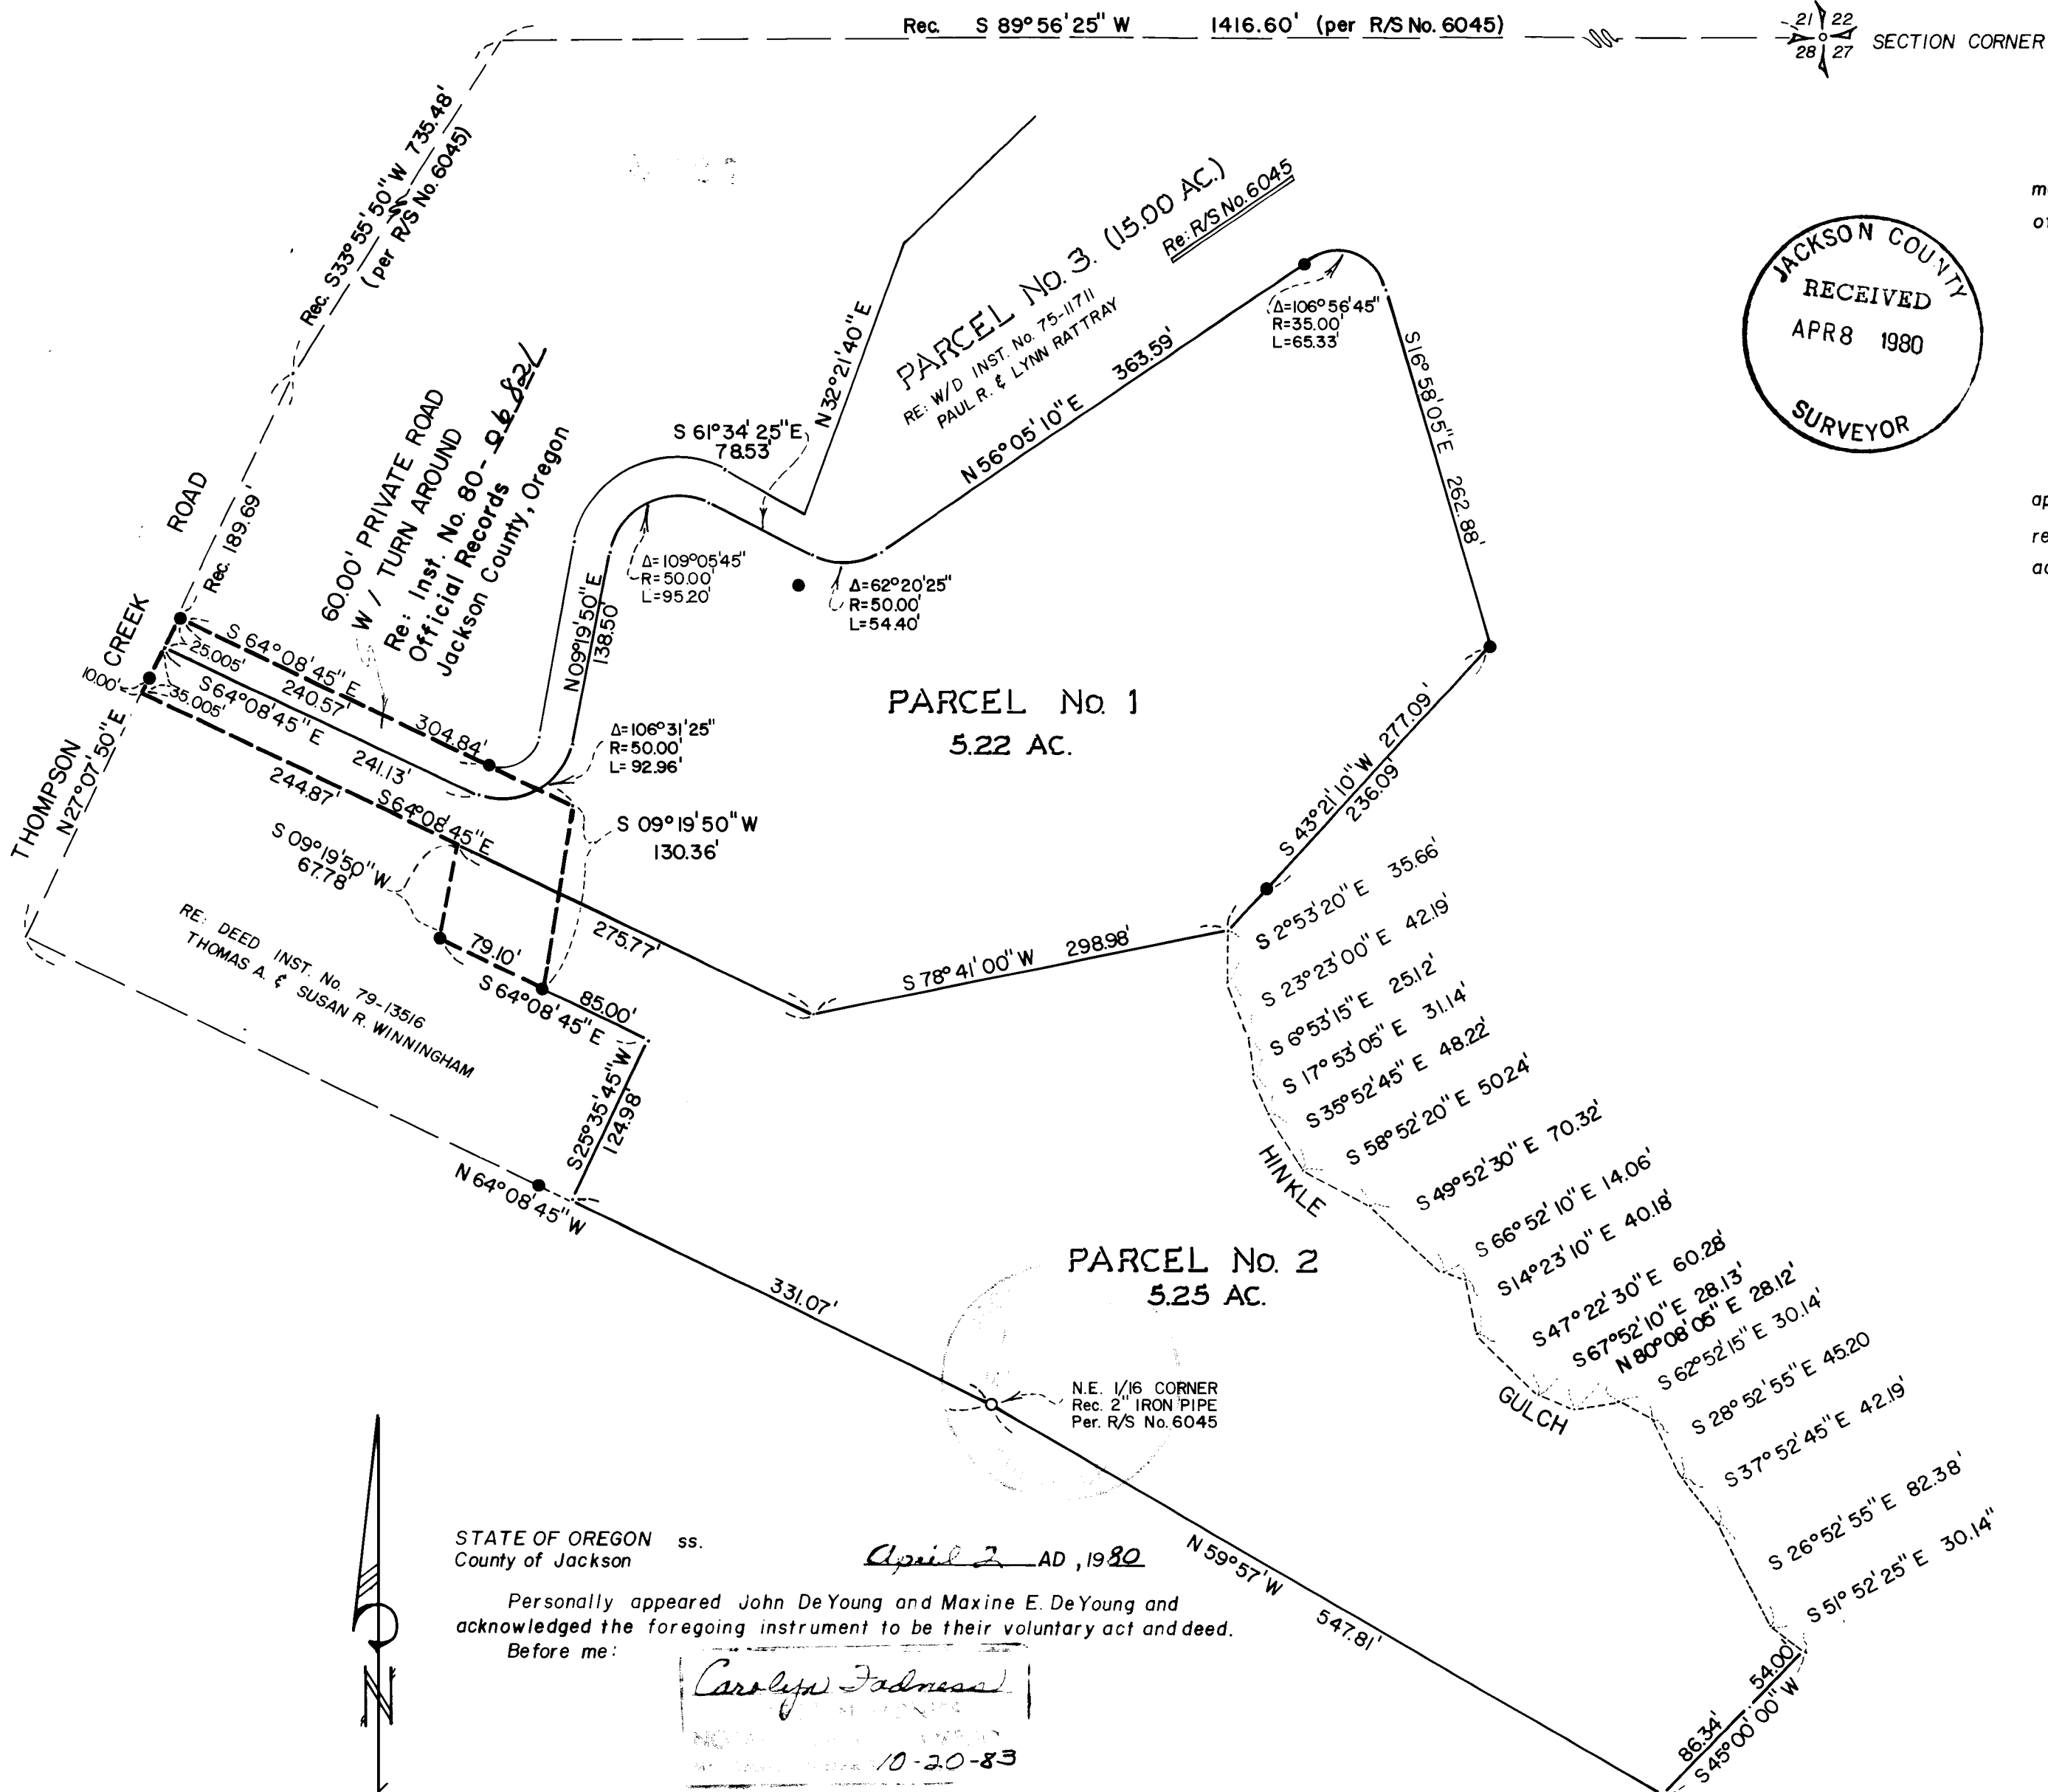 Rec. S 89°56'25" W 1416.60' (per R/S No. 6045)
21 22
28 27
SECTION CORNER
Rec. S33°55'50"W 735.48'
(per R/S No. 6045)
JACKSON COUNTY
RECEIVED
APR 8 1980
SURVEYOR
PARCEL No. 3. (15.00 AC.)
Re: R/S No. 6045
RE: W/D INST. No. 75-11711
PAUL R. & LYNN RATTRAY
N 32°21'40" E
N 56°05'10" E 363.59'
Δ=106°56'45"
R=35.00'
L=65.33'
S 16°58'05"E 262.88'
S 61°34'25"E
78.53'
60.00' PRIVATE ROAD
W / TURN AROUND
Re: Inst. No. 80-06826
Official Records
Jackson County, Oregon
Rec. 189.69'
THOMPSON CREEK ROAD
N27°07'50"E
Δ=109°05'45"
R=50.00'
L=95.20'
Δ=62°20'25"
R=50.00'
L=54.40'
N09°19'50"E
138.50'
S 64°08'45"E
25.005'
240.57'
304.84'
10.00'
35.005'
S 64°08'45" E
241.13'
244.87'
S 64°08'45"E
Δ=106°31'25"
R=50.00'
L=92.96'
PARCEL No. 1
5.22 AC.
S 09°19'50" W
130.36'
S 09°19'50" W
67.78'
79.10'
S 64°08'45"E
85.00'
275.77'
S 78°41'00" W 298.98'
S 43°21'10" W 277.09'
236.09'
RE: DEED INST. No. 79-13516
THOMAS A. & SUSAN R. WINNINGHAM
S25°35'45"W
124.98'
N 64°08'45" W
331.07'
S 2°53'20" E 35.66'
S 23°23'00" E 42.19'
S 6°53'15" E 25.12'
S 17°53'05" E 31.14'
S 35°52'45" E 48.22'
S 58°52'20" E 50.24'
S 49°52'30" E 70.32'
S 66°52'10" E 14.06'
S 14°23'10" E 40.18'
S 47°22'30" E 60.28'
S 67°52'10" E 28.13'
N 80°08'05" E 28.12'
S 62°52'15" E 30.14'
S 28°52'55" E 45.20
S 37°52'45" E 42.19'
S 26°52'55" E 82.38'
S 51°52'25" E 30.14"
HINKLE
GULCH
PARCEL No. 2
5.25 AC.
N.E. 1/16 CORNER
Rec. 2" IRON PIPE
Per. R/S No. 6045
N 59°57' W
547.81'
54.00'
86.34'
S 45°00'00" W
N
STATE OF OREGON ss.
County of Jackson
April 2 AD, 1980
Personally appeared John DeYoung and Maxine E. DeYoung and
acknowledged the foregoing instrument to be their voluntary act and deed.
Before me:
Carolyn Fadness
10-20-83